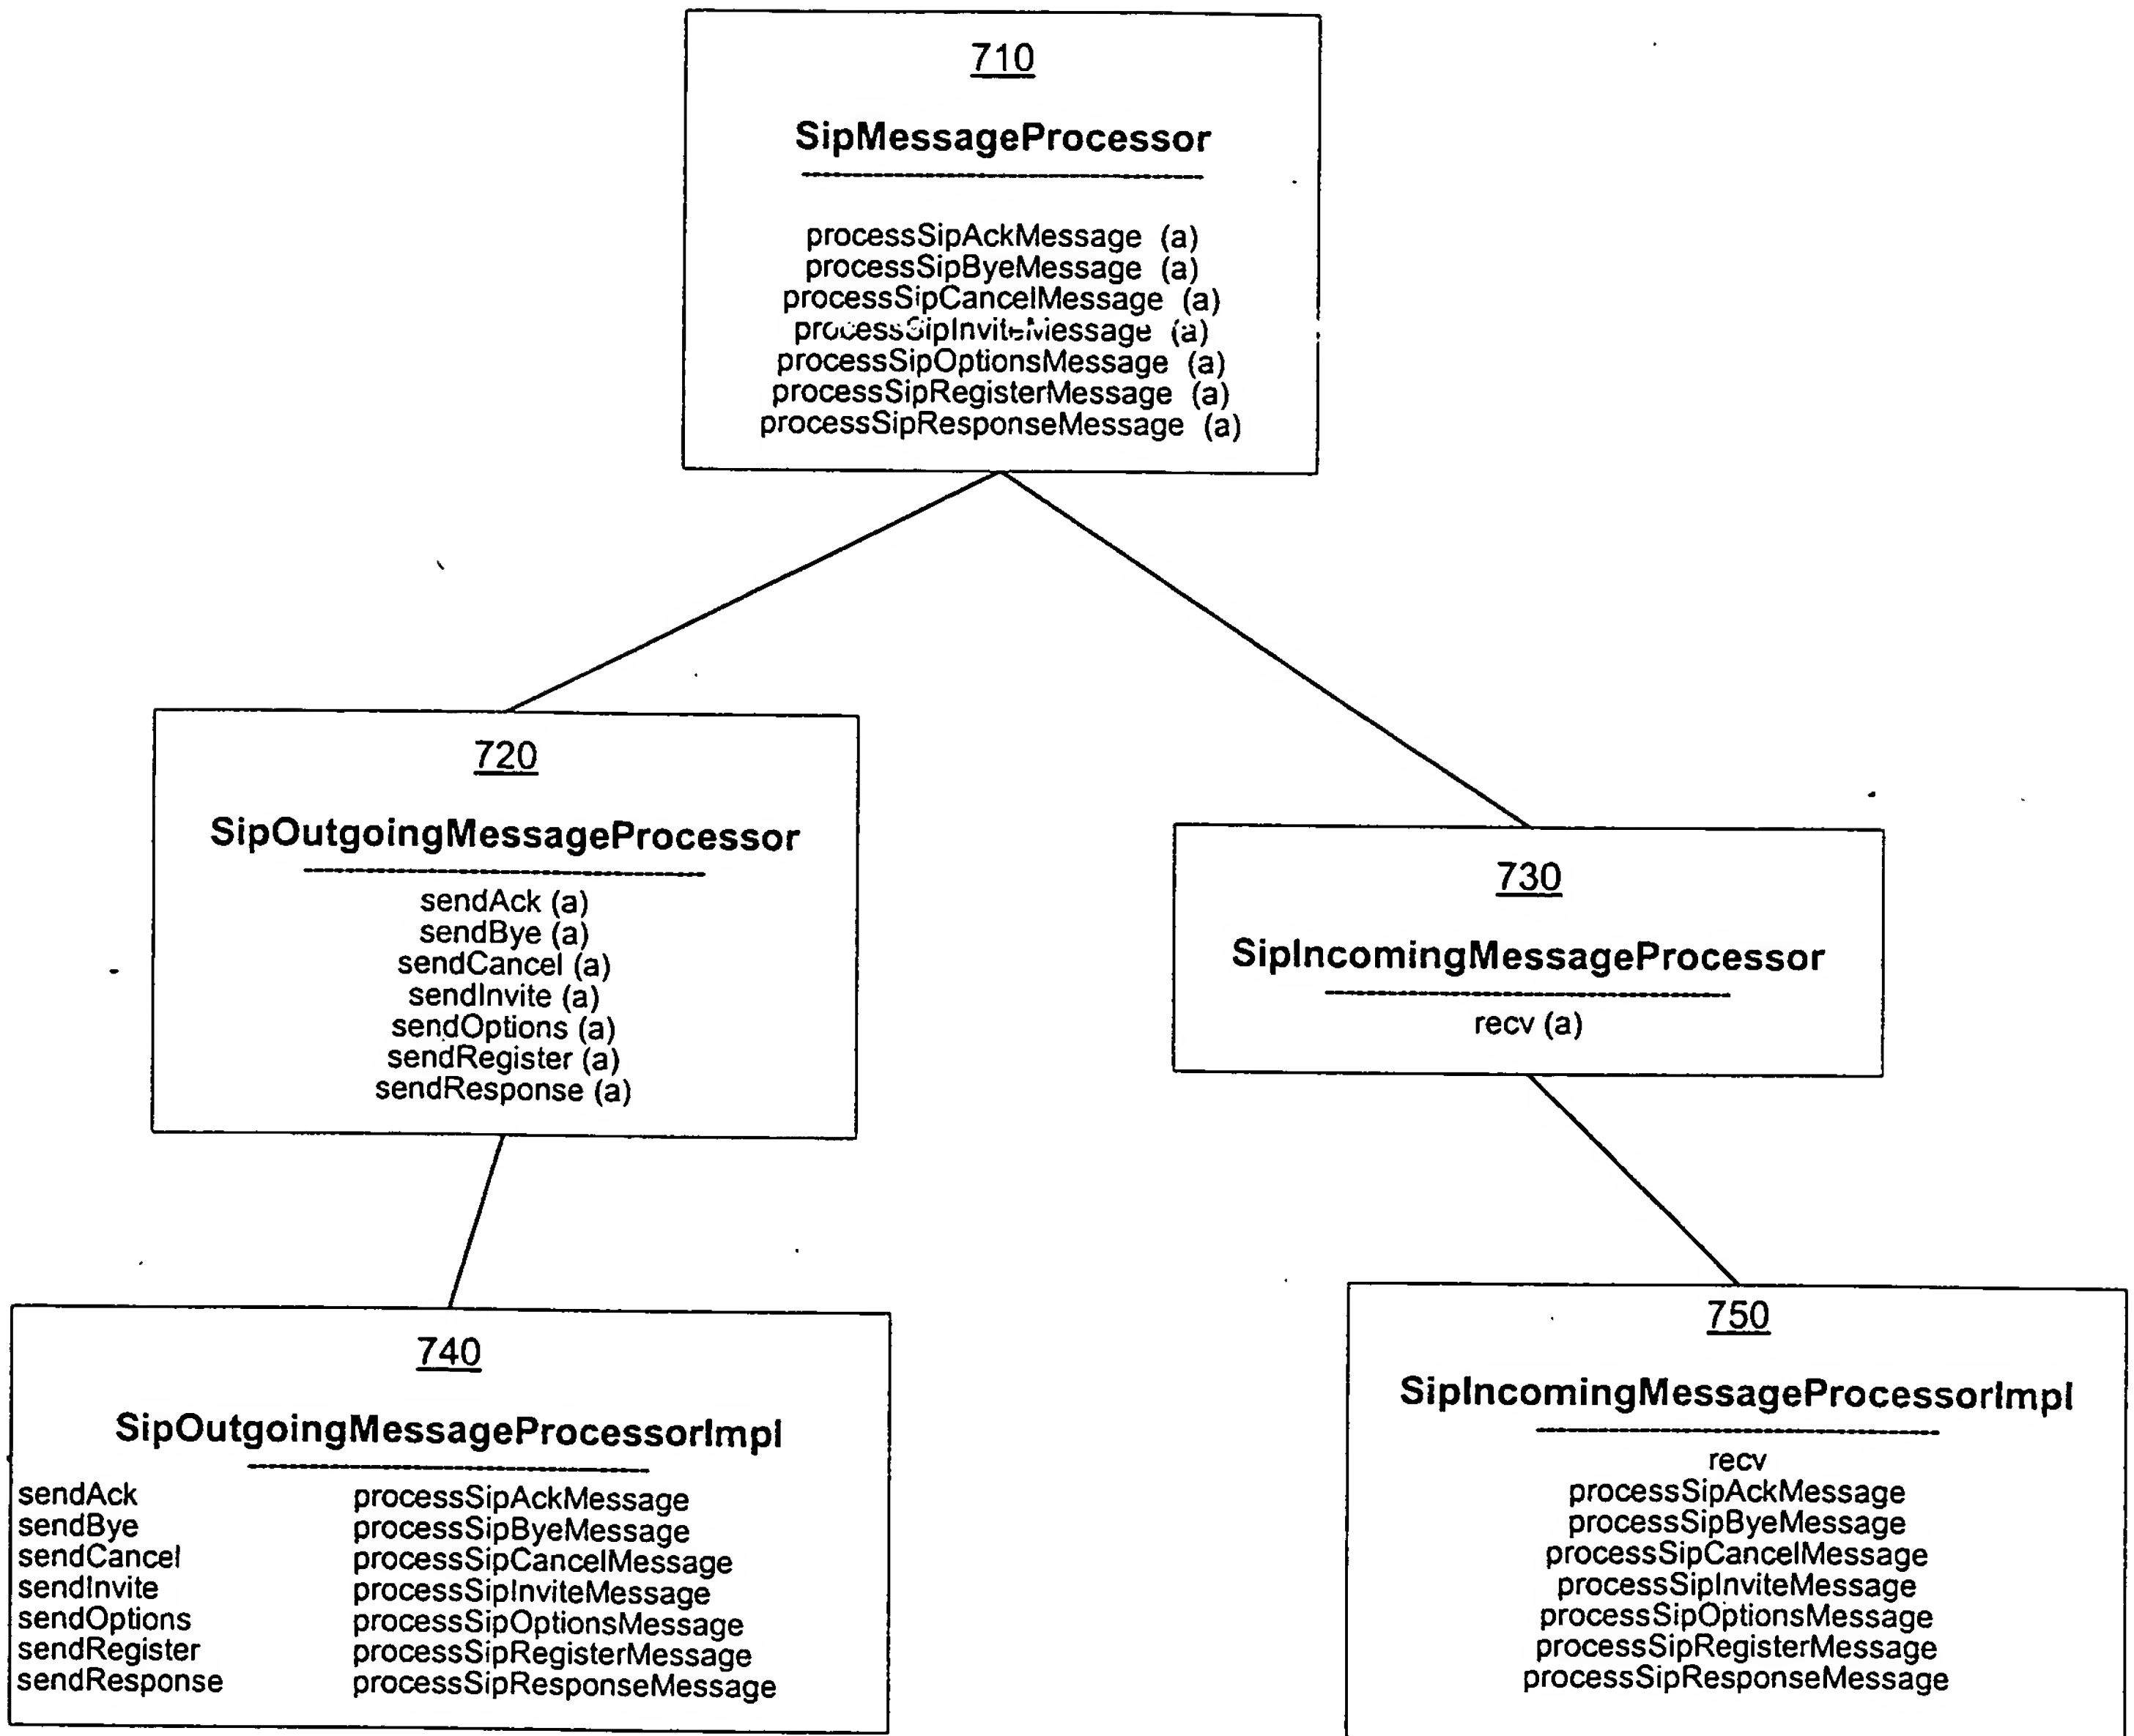 710
SipMessageProcessor
processSipAckMessage (a)
processSipByeMessage (a)
processSipCancelMessage (a)
processSipInviteMessage (a)
processSipOptionsMessage (a)
processSipRegisterMessage (a)
processSipResponseMessage (a)
720
SipOutgoingMessageProcessor
sendAck (a)
sendBye (a)
sendCancel (a)
sendInvite (a)
sendOptions (a)
sendRegister (a)
sendResponse (a)
730
SipIncomingMessageProcessor
recv (a)
740
SipOutgoingMessageProcessorImpl
sendAck processSipAckMessage
sendBye processSipByeMessage
sendCancel processSipCancelMessage
sendInvite processSipInviteMessage
sendOptions processSipOptionsMessage
sendRegister processSipRegisterMessage
sendResponse processSipResponseMessage
750
SipIncomingMessageProcessorImpl
recv
processSipAckMessage
processSipByeMessage
processSipCancelMessage
processSipInviteMessage
processSipOptionsMessage
processSipRegisterMessage
processSipResponseMessage